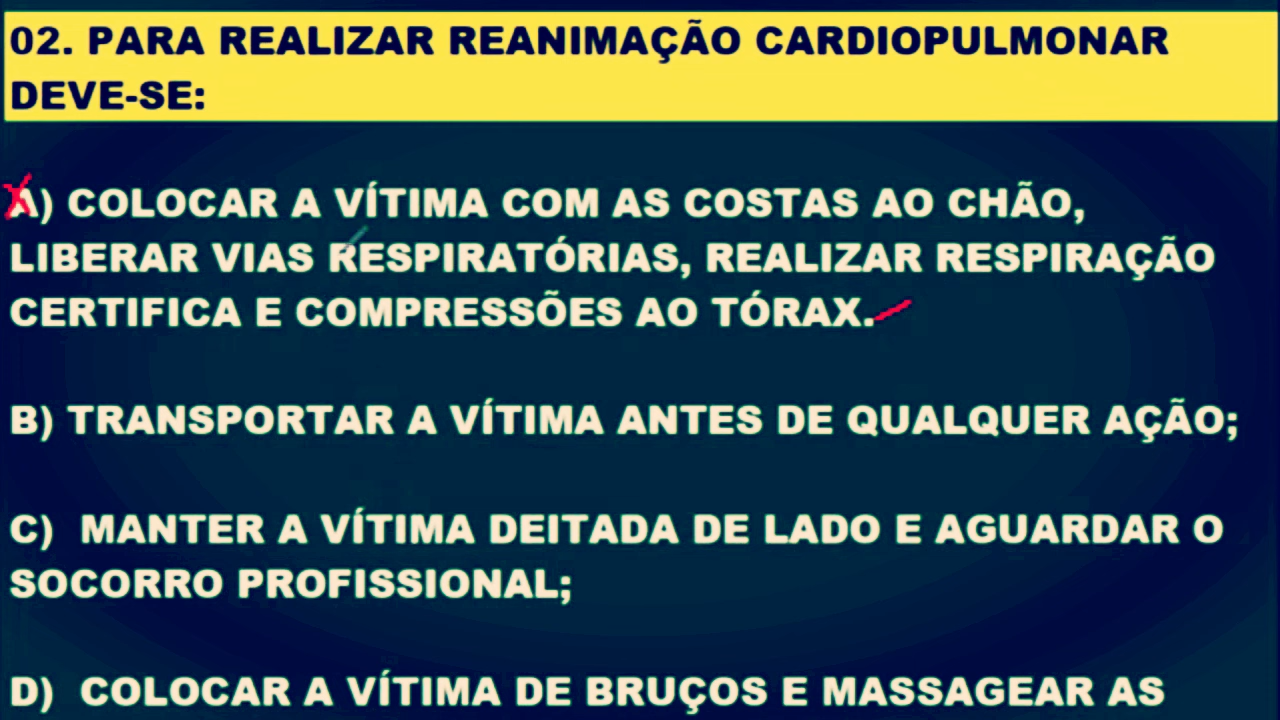 02. PARA REALIZAR REANIMAÇÃO CARDIOPULMONAR
DEVE-SE:
A) COLOCAR A VÍTIMA COM AS COSTAS AO CHÃO,
LIBERAR VIAS RESPIRATÓRIAS, REALIZAR RESPIRAÇÃO
CERTIFICA E COMPRESSÕES AO TÓRAX.
B) TRANSPORTAR A VÍTIMA ANTES DE QUALQUER AÇÃO;
C) MANTER A VÍTIMA DEITADA DE LADO E AGUARDAR O
SOCORRO PROFISSIONAL;
D) COLOCAR A VÍTIMA DE BRUÇOS E MASSAGEAR AS